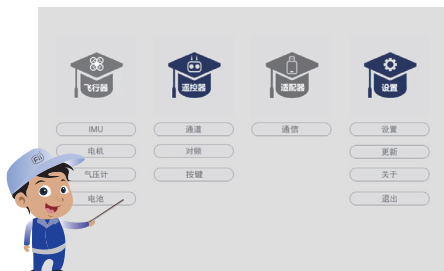 飞行器
遥控器
适配器
设置
IMU
通道
通信
设置
电机
对频
更新
气压计
按键
关于
电池
退出